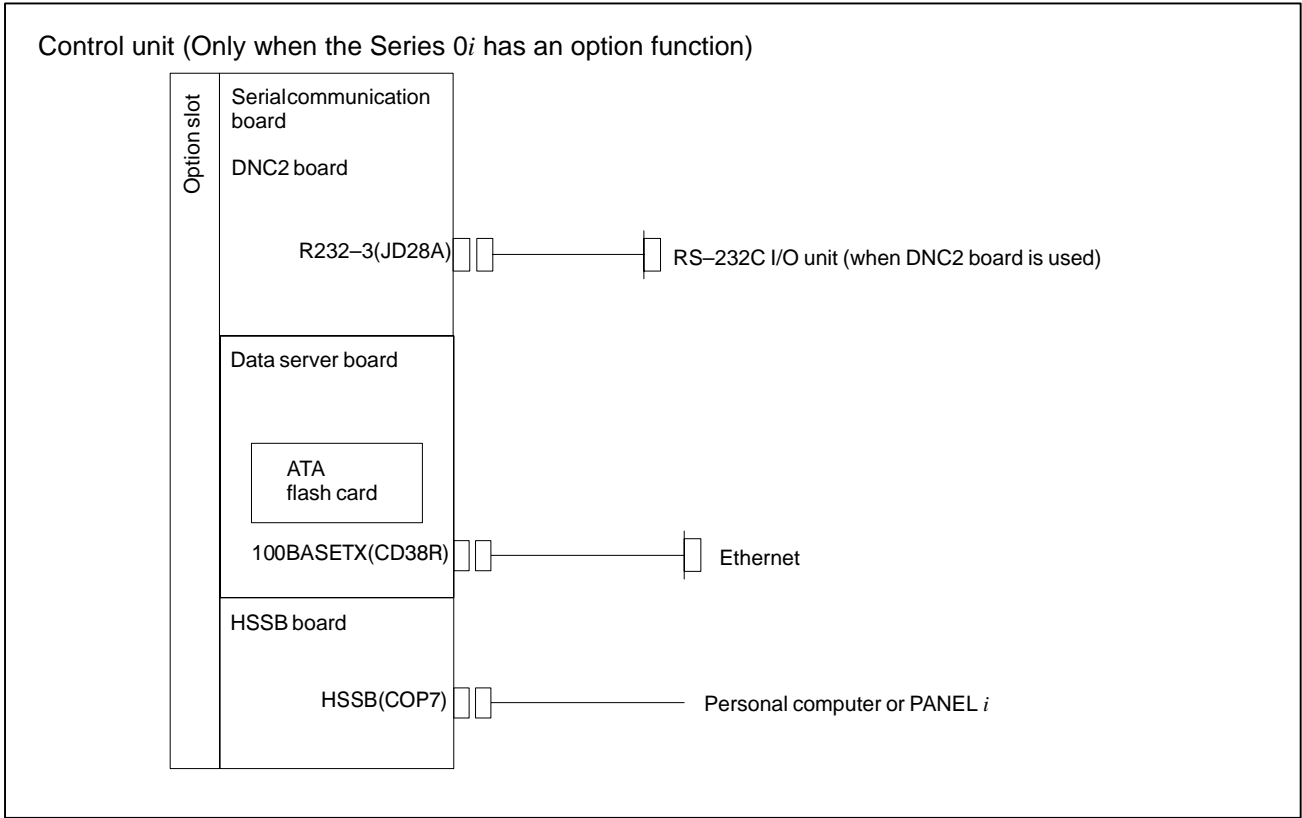 Control unit (Only when the Series 0i has an option function)
Option slot
Serialcommunication
board
DNC2 board
R232–3(JD28A)
RS–232C I/O unit (when DNC2 board is used)
Data server board
ATA
flash card
100BASETX(CD38R)
Ethernet
HSSB board
HSSB(COP7)
Personal computer or PANEL i